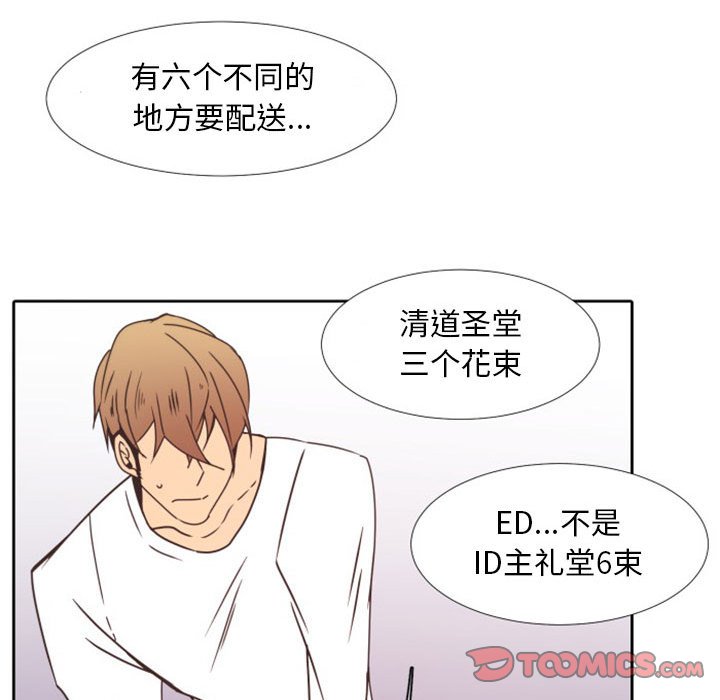 有六个不同的
地方要配送...
清道圣堂
三个花束
ED...不是
ID主礼堂6束
TOOMICS.com